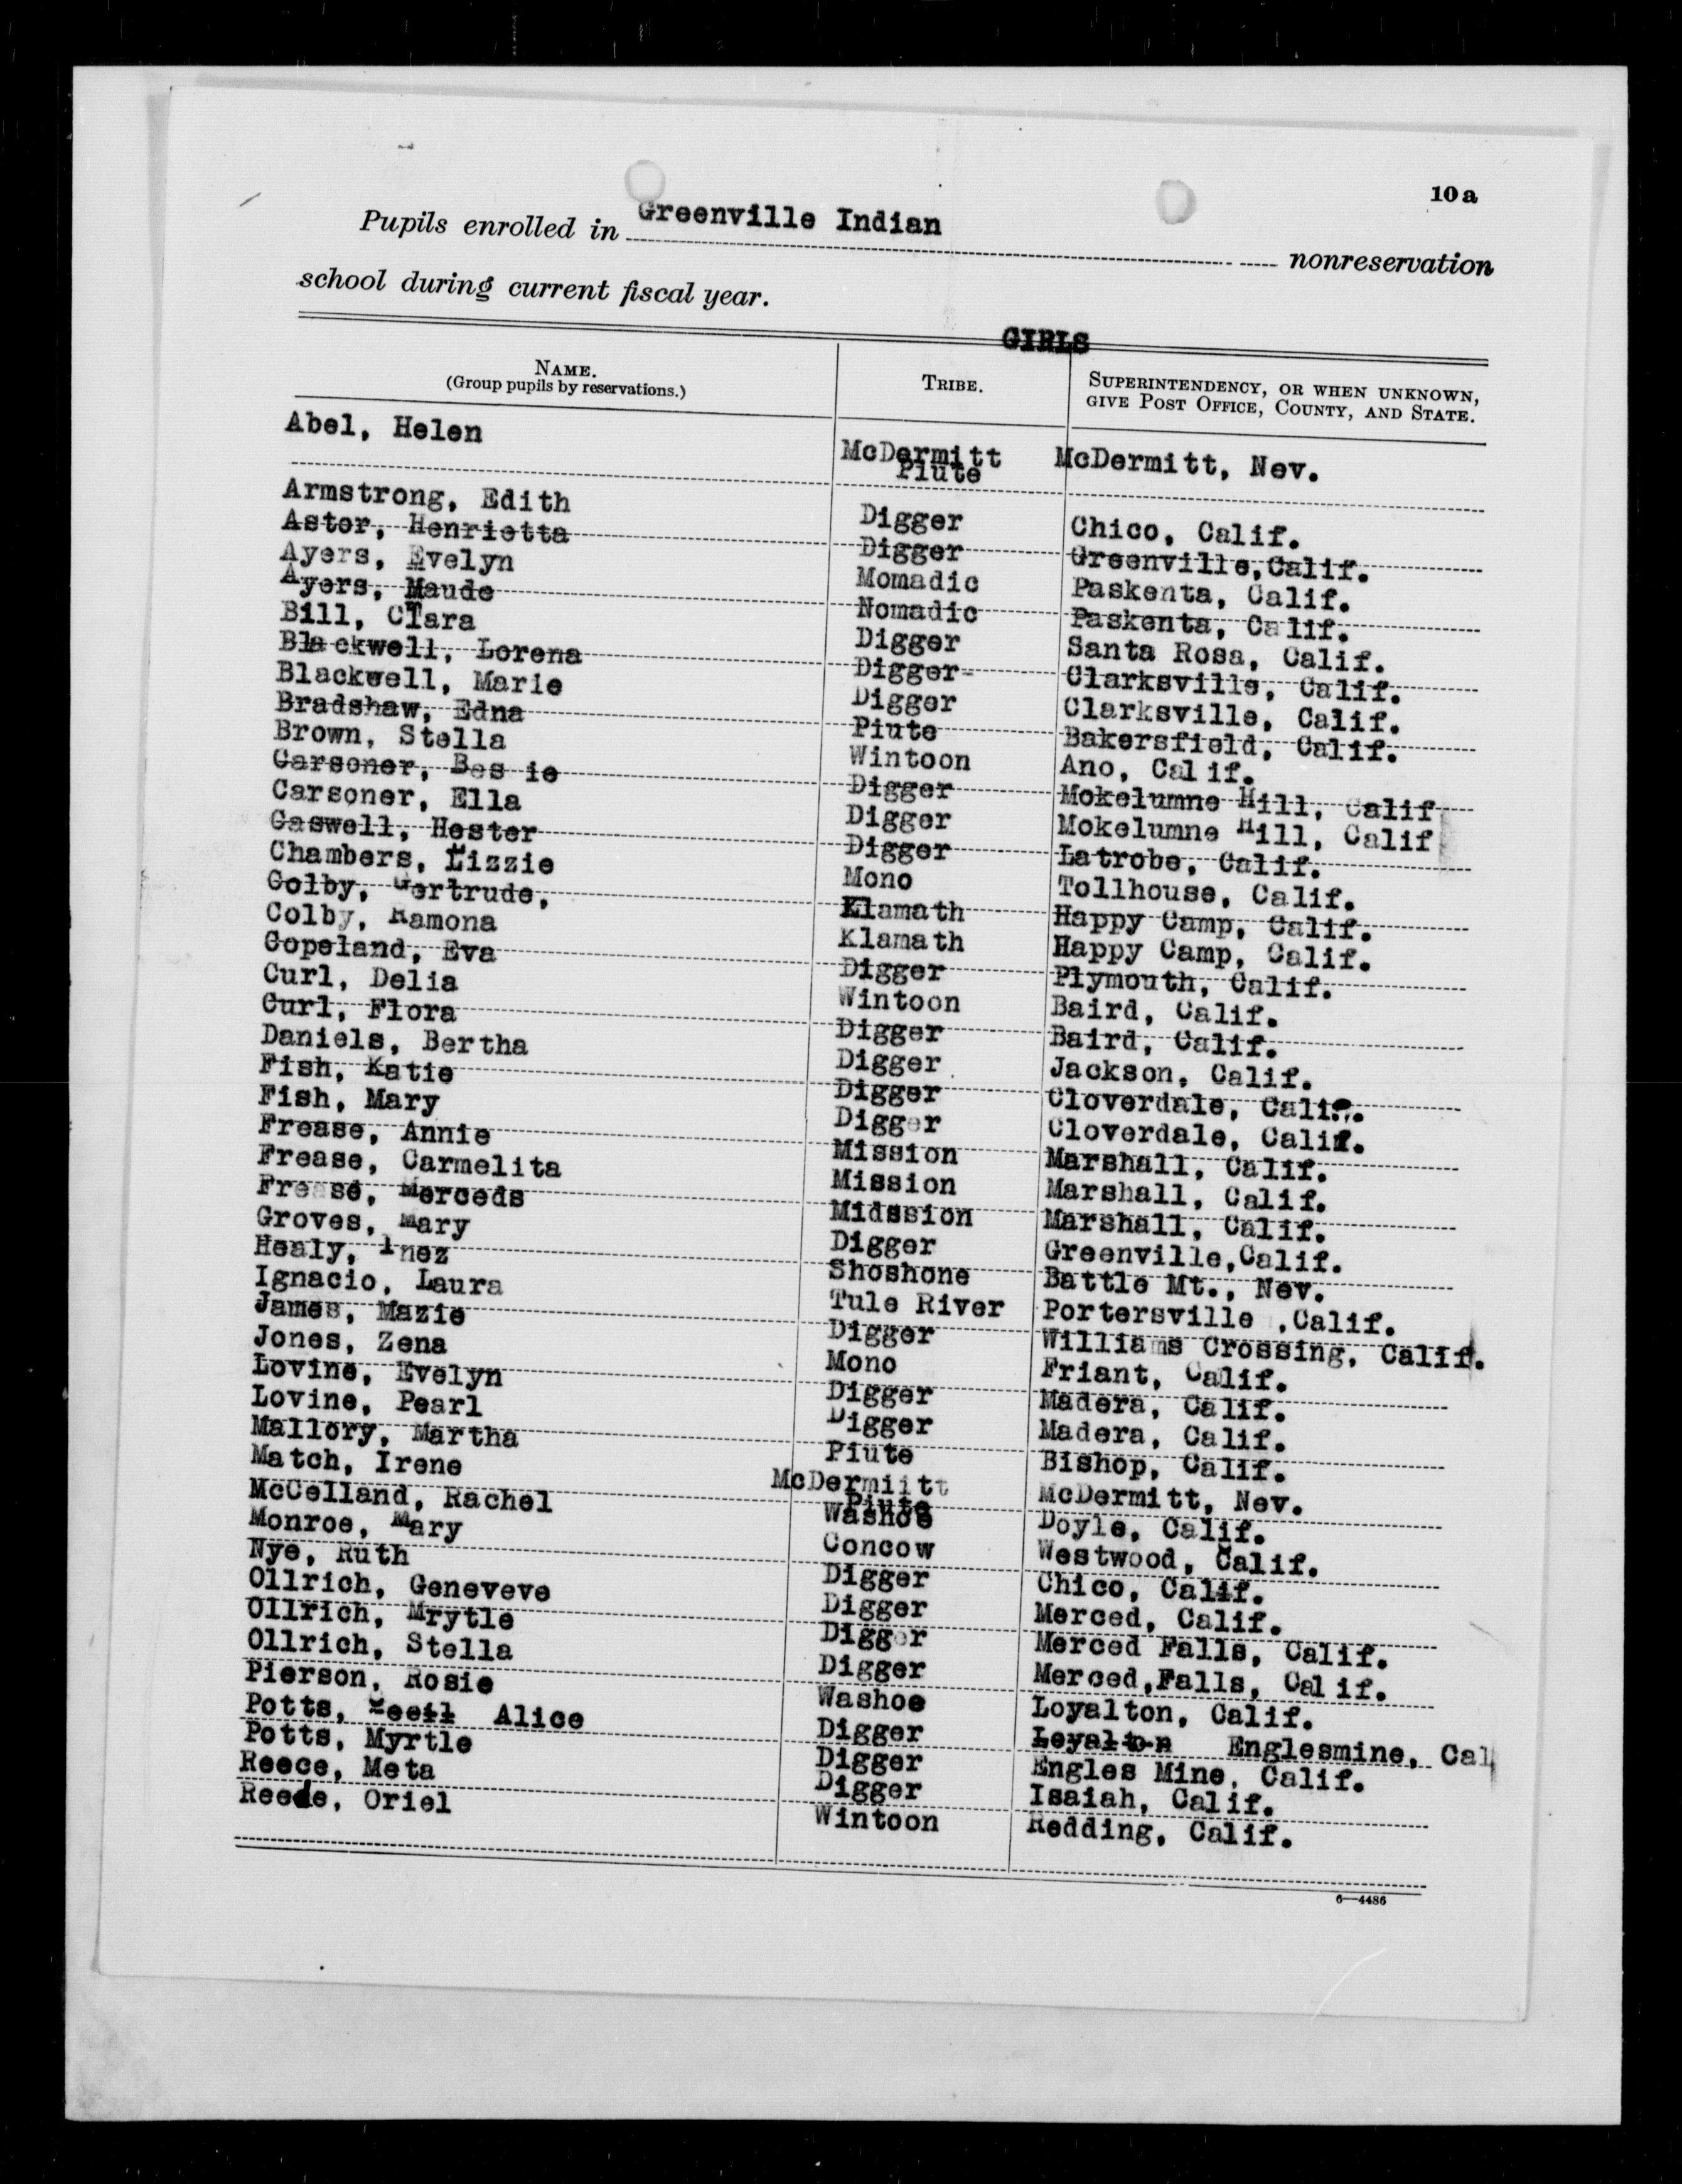 10a
Pupils enrolled in Greenville Indian nonreservation
school during current fiscal year.
GIRLS
NAME. (Group pupils by reservations.) TRIBE. SUPERINTENDENCY, OR WHEN UNKNOWN, GIVE POST OFFICE, COUNTY, AND STATE.
Abel, Helen McDermitt Piute McDermitt, Nev.
Armstrong, Edith Digger Chico, Calif.
Astor, Henrietta Digger Greenville,Calif.
Ayers, Evelyn Momadic Paskenta, Calif.
Ayers, Maude Nomadic Paskenta, Calif.
Bill, Clara Digger Santa Rosa, Calif.
Blackwell, Lorena Digger Clarksville, Calif.
Blackwell, Marie Digger Clarksville, Calif.
Bradshaw, Edna Piute Bakersfield, Calif.
Brown, Stella Wintoon Ano, Calif.
Carsoner, Bessie Digger Mokelumne Hill, Calif
Carsoner, Ella Digger Mokelumne Hill, Calif
Caswell, Hester Digger Latrobe, Calif.
Chambers, Lizzie Mono Tollhouse, Calif.
Colby, Gertrude, Klamath Happy Camp, Calif.
Colby, Ramona Klamath Happy Camp, Calif.
Copeland, Eva Digger Plymouth, Calif.
Curl, Delia Wintoon Baird, Calif.
Curl, Flora Digger Baird, Calif.
Daniels, Bertha Digger Jackson, Calif.
Fish, Katie Digger Cloverdale, Calif.
Fish, Mary Digger Cloverdale, Calif.
Frease, Annie Mission Marshall, Calif.
Frease, Carmelita Mission Marshall, Calif.
Frease, Merceds Midssion Marshall, Calif.
Groves, Mary Digger Greenville,Calif.
Healy, Inez Shoshone Battle Mt., Nev.
Ignacio, Laura Tule River Portersville ,Calif.
James, Mazie Digger Williams Crossing, Calif.
Jones, Zena Mono Friant, Calif.
Lovine, Evelyn Digger Madera, Calif.
Lovine, Pearl Digger Madera, Calif.
Mallory, Martha Piute Bishop, Calif.
Match, Irene McDermiitt Piute McDermitt, Nev.
McCelland, Rachel Washoe Doyle, Calif.
Monroe, Mary Concow Westwood, Calif.
Nye, Ruth Digger Chico, Calif.
Ollrich, Geneveve Digger Merced, Calif.
Ollrich, Mrytle Digger Merced Falls, Calif.
Ollrich, Stella Digger Merced,Falls, Calif.
Pierson, Rosie Washoe Loyalton, Calif.
Potts, Alice Digger Loyalton Englesmine, Cal
Potts, Myrtle Digger Engles Mine, Calif.
Reece, Meta Digger Isaiah, Calif.
Reede, Oriel Wintoon Redding, Calif.
6—4486